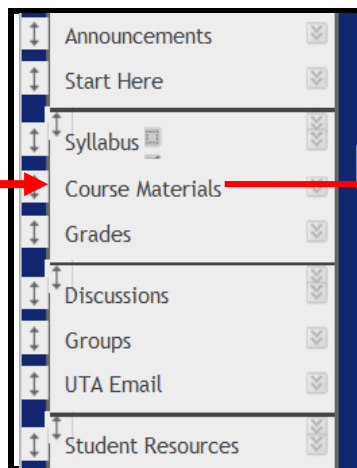 Announcements
Start Here
Syllabus
Course Materials
Grades
Discussions
Groups
UTA Email
Student Resources